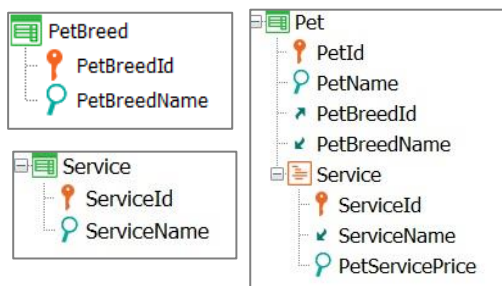 PetBreed
PetBreedId
PetBreedName
Service
ServiceId
ServiceName
Pet
PetId
PetName
PetBreedId
PetBreedName
Service
ServiceId
ServiceName
PetServicePrice